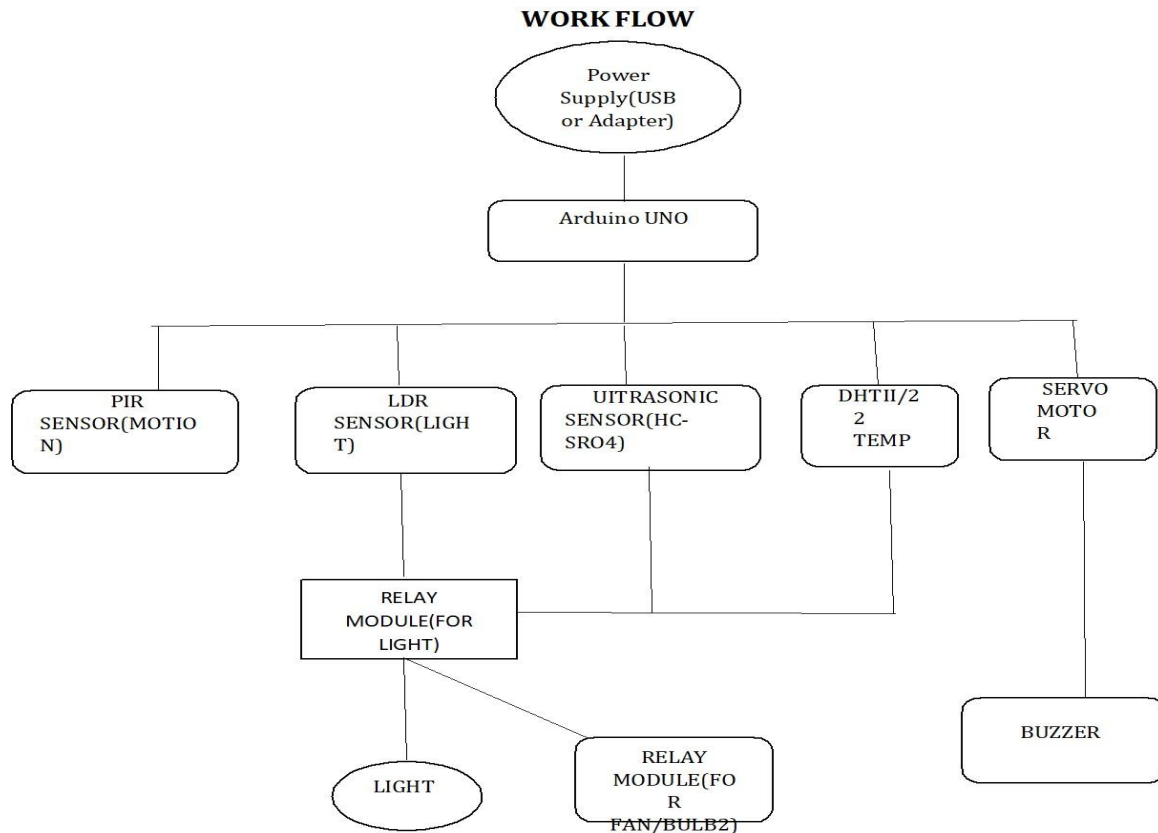 WORK FLOW
Power
Supply(USB
or Adapter)
Arduino UNO
PIR
SENSOR(MOTIO
N)
LDR
SENSOR(LIGH
T)
UITRASONIC
SENSOR(HC-
SRO4)
DHTII/2
2
TEMP
SERVO
MOTO
R
RELAY
MODULE(FOR
LIGHT)
BUZZER
LIGHT
RELAY
MODULE(FO
R
FAN/BULB2)